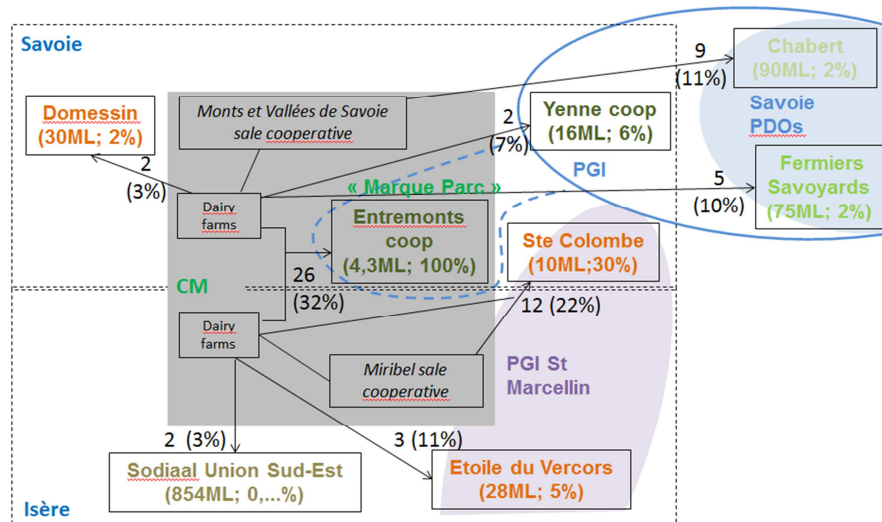 Savoie
9
(11%)
Chabert
(90ML; 2%)
Domessin
(30ML; 2%)
Monts et Vallées de Savoie
sale cooperative
2
(7%)
Yenne coop
(16ML; 6%)
Savoie
PDOs
2
(3%)
PGI
Fermiers
Savoyards
(75ML; 2%)
« Marque Parc »
5
(10%)
Dairy
farms
Entremonts
coop
(4,3ML; 100%)
Ste Colombe
(10ML;30%)
CM
26
(32%)
12 (22%)
Dairy
farms
Miribel sale
cooperative
PGI St
Marcellin
2 (3%)
3 (11%)
Sodiaal Union Sud-Est
(854ML; 0,...%)
Etoile du Vercors
(28ML; 5%)
Isère